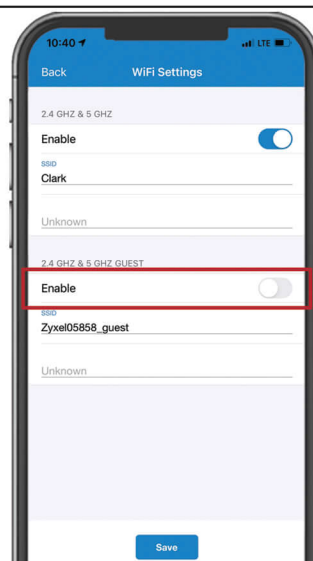 10:40
LTE
Back
WiFi Settings
2.4 GHZ & 5 GHZ
Enable
SSID
Clark
Unknown
2.4 GHZ & 5 GHZ GUEST
Enable
SSID
Zyxel05858_guest
Unknown
Save